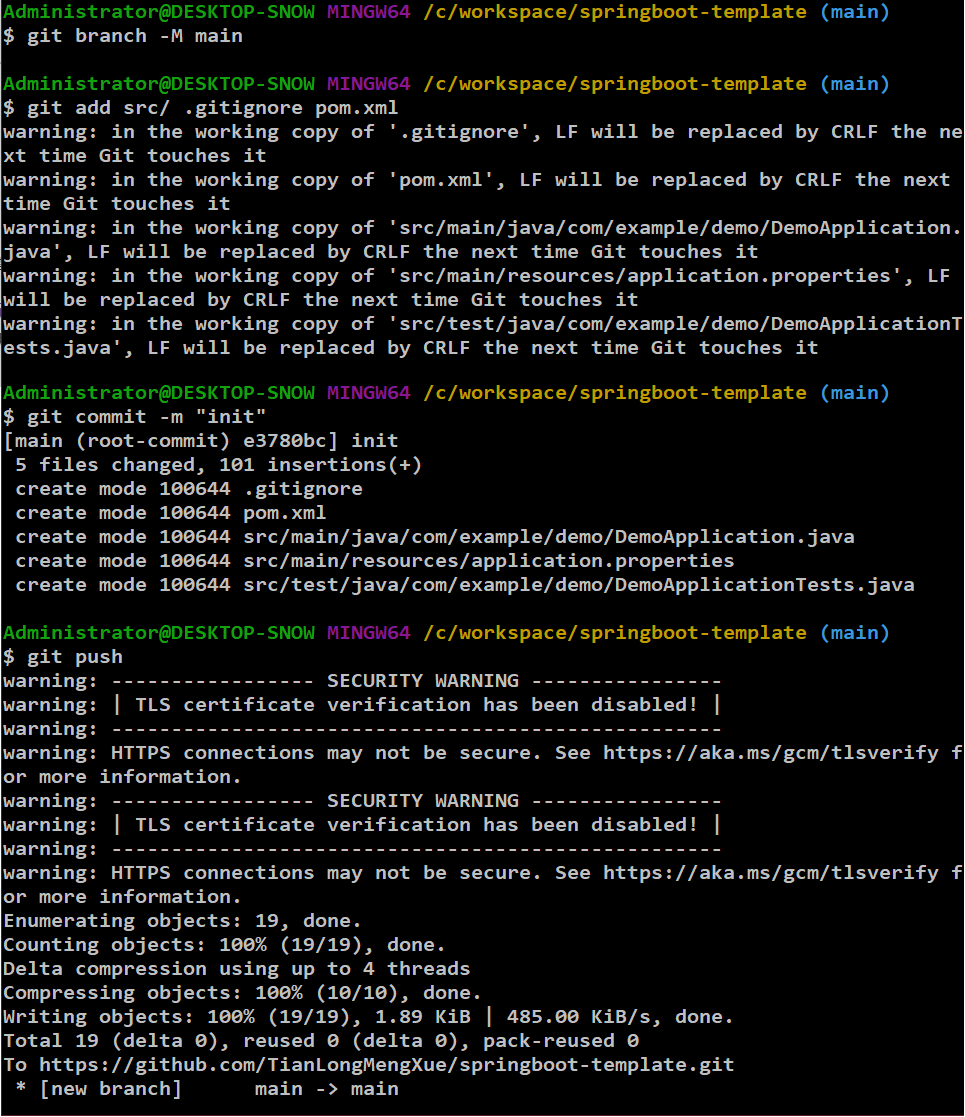 Administrator@DESKTOP-SNOW MINGW64 /c/workspace/springboot-template (main)
$ git branch -M main
Administrator@DESKTOP-SNOW MINGW64 /c/workspace/springboot-template (main)
$ git add src/ .gitignore pom.xml
warning: in the working copy of '.gitignore', LF will be replaced by CRLF the ne
xt time Git touches it
warning: in the working copy of 'pom.xml', LF will be replaced by CRLF the next
time Git touches it
warning: in the working copy of 'src/main/java/com/example/demo/DemoApplication.
java', LF will be replaced by CRLF the next time Git touches it
warning: in the working copy of 'src/main/resources/application.properties', LF
will be replaced by CRLF the next time Git touches it
warning: in the working copy of 'src/test/java/com/example/demo/DemoApplicationT
ests.java', LF will be replaced by CRLF the next time Git touches it
Administrator@DESKTOP-SNOW MINGW64 /c/workspace/springboot-template (main)
$ git commit -m "init"
[main (root-commit) e3780bc] init
 5 files changed, 101 insertions(+)
 create mode 100644 .gitignore
 create mode 100644 pom.xml
 create mode 100644 src/main/java/com/example/demo/DemoApplication.java
 create mode 100644 src/main/resources/application.properties
 create mode 100644 src/test/java/com/example/demo/DemoApplicationTests.java
Administrator@DESKTOP-SNOW MINGW64 /c/workspace/springboot-template (main)
$ git push
warning: ----------------- SECURITY WARNING ----------------
warning: | TLS certificate verification has been disabled! |
warning: ---------------------------------------------------
warning: HTTPS connections may not be secure. See https://aka.ms/gcm/tlsverify f
or more information.
warning: ----------------- SECURITY WARNING ----------------
warning: | TLS certificate verification has been disabled! |
warning: ---------------------------------------------------
warning: HTTPS connections may not be secure. See https://aka.ms/gcm/tlsverify f
or more information.
Enumerating objects: 19, done.
Counting objects: 100% (19/19), done.
Delta compression using up to 4 threads
Compressing objects: 100% (10/10), done.
Writing objects: 100% (19/19), 1.89 KiB | 485.00 KiB/s, done.
Total 19 (delta 0), reused 0 (delta 0), pack-reused 0
To https://github.com/TianLongMengXue/springboot-template.git
 * [new branch]      main -> main